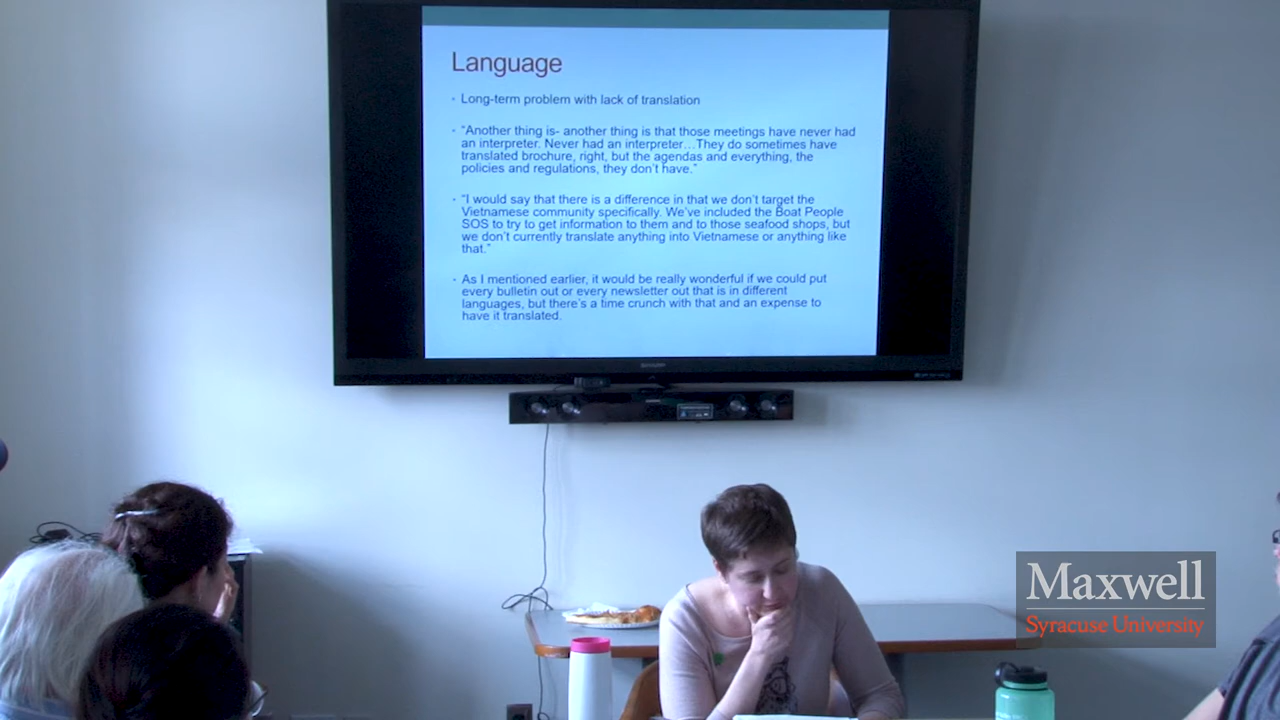 Language
• Long-term problem with lack of translation
• "Another thing is- another thing is that those meetings have never had
an interpreter. Never had an interpreter…They do sometimes have
translated brochure, right, but the agendas and everything, the
policies and regulations, they don't have."
• "I would say that there is a difference in that we don't target the
Vietnamese community specifically. We've included the Boat People
SOS to try to get information to them and to those seafood shops, but
we don't currently translate anything into Vietnamese or anything like
that."
• As I mentioned earlier, it would be really wonderful if we could put
every bulletin out or every newsletter out that is in different
languages, but there's a time crunch with that and an expense to
have it translated.
SHARP
Maxwell
Syracuse University